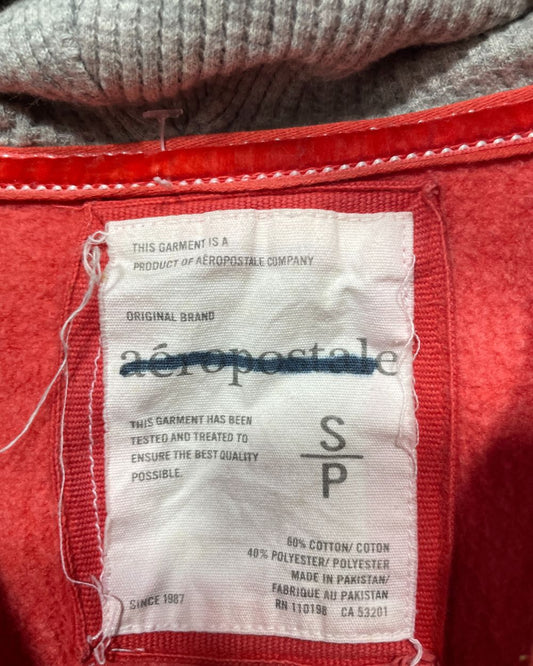 THIS GARMENT IS A
PRODUCT OF AÉROPOSTALE COMPANY
ORIGINAL BRAND
aéropostale
THIS GARMENT HAS BEEN
TESTED AND TREATED TO
ENSURE THE BEST QUALITY
POSSIBLE.
S
P
60% COTTON/ COTON
40% POLYESTER/ POLYESTER
MADE IN PAKISTAN/
FABRIQUE AU PAKISTAN
SINCE 1987
RN 110198 CA 53201